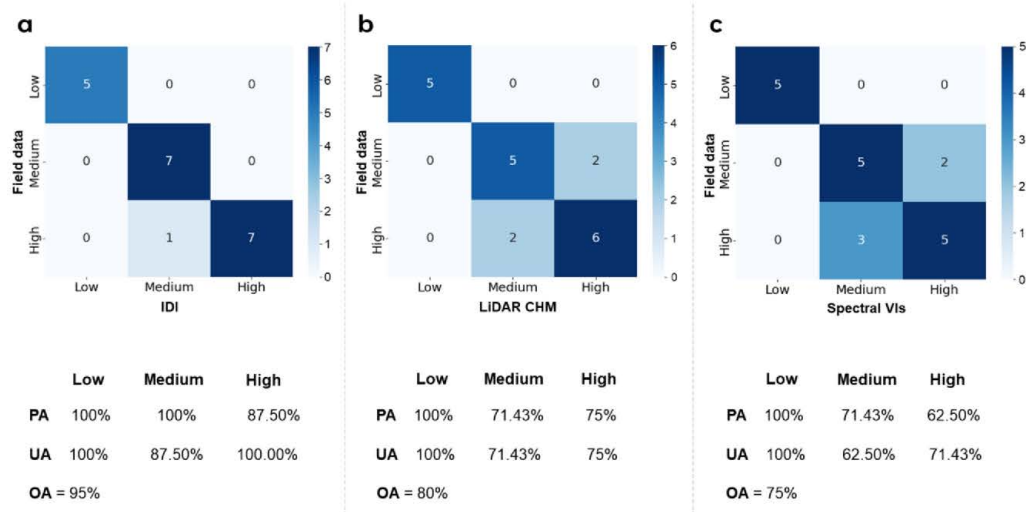 a
Low 5 0 0 7
6
5
Field data
Medium 0 7 0 4
3
2
High 0 1 7 1
0
Low Medium High
IDI
Low Medium High
PA 100% 100% 87.50%
UA 100% 87.50% 100.00%
OA = 95%
b
Low 5 0 0 6
5
4
Field data
Medium 0 5 2 3
2
High 0 2 6 1
0
Low Medium High
LiDAR CHM
Low Medium High
PA 100% 71.43% 75%
UA 100% 71.43% 75%
OA = 80%
c
Low 5 0 0 5
4
3
Field data
Medium 0 5 2 2
High 0 3 5 1
0
Low Medium High
Spectral VIs
Low Medium High
PA 100% 71.43% 62.50%
UA 100% 62.50% 71.43%
OA = 75%